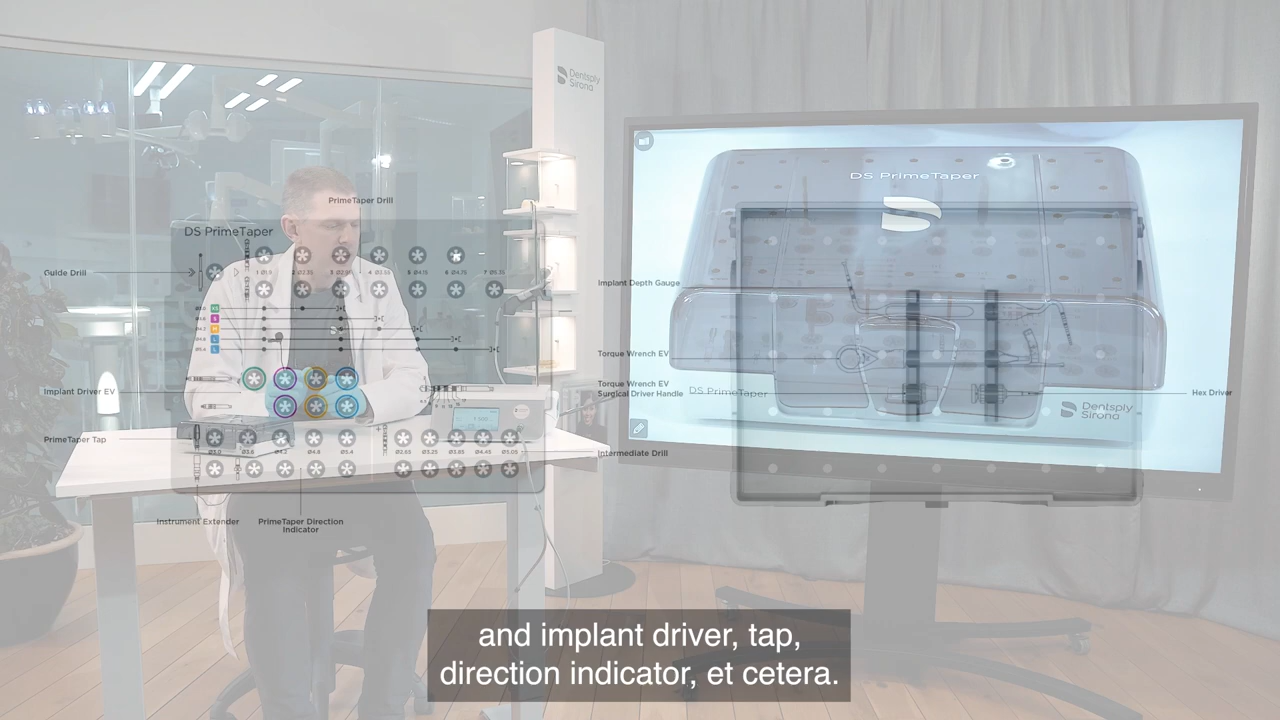 Dentsply
Sirona
PrimeTaper Drill
DS PrimeTaper
DS PrimeTaper
Guide Drill
Implant Depth Gauge
Torque Wrench EV
Torque Wrench EV
Surgical Driver Handle
DS PrimeTaper
Hex Driver
Implant Driver EV
Dentsply
Sirona
PrimeTaper Tap
Intermediate Drill
Instrument Extender
PrimeTaper Direction
Indicator
and implant driver, tap,
direction indicator, et cetera.